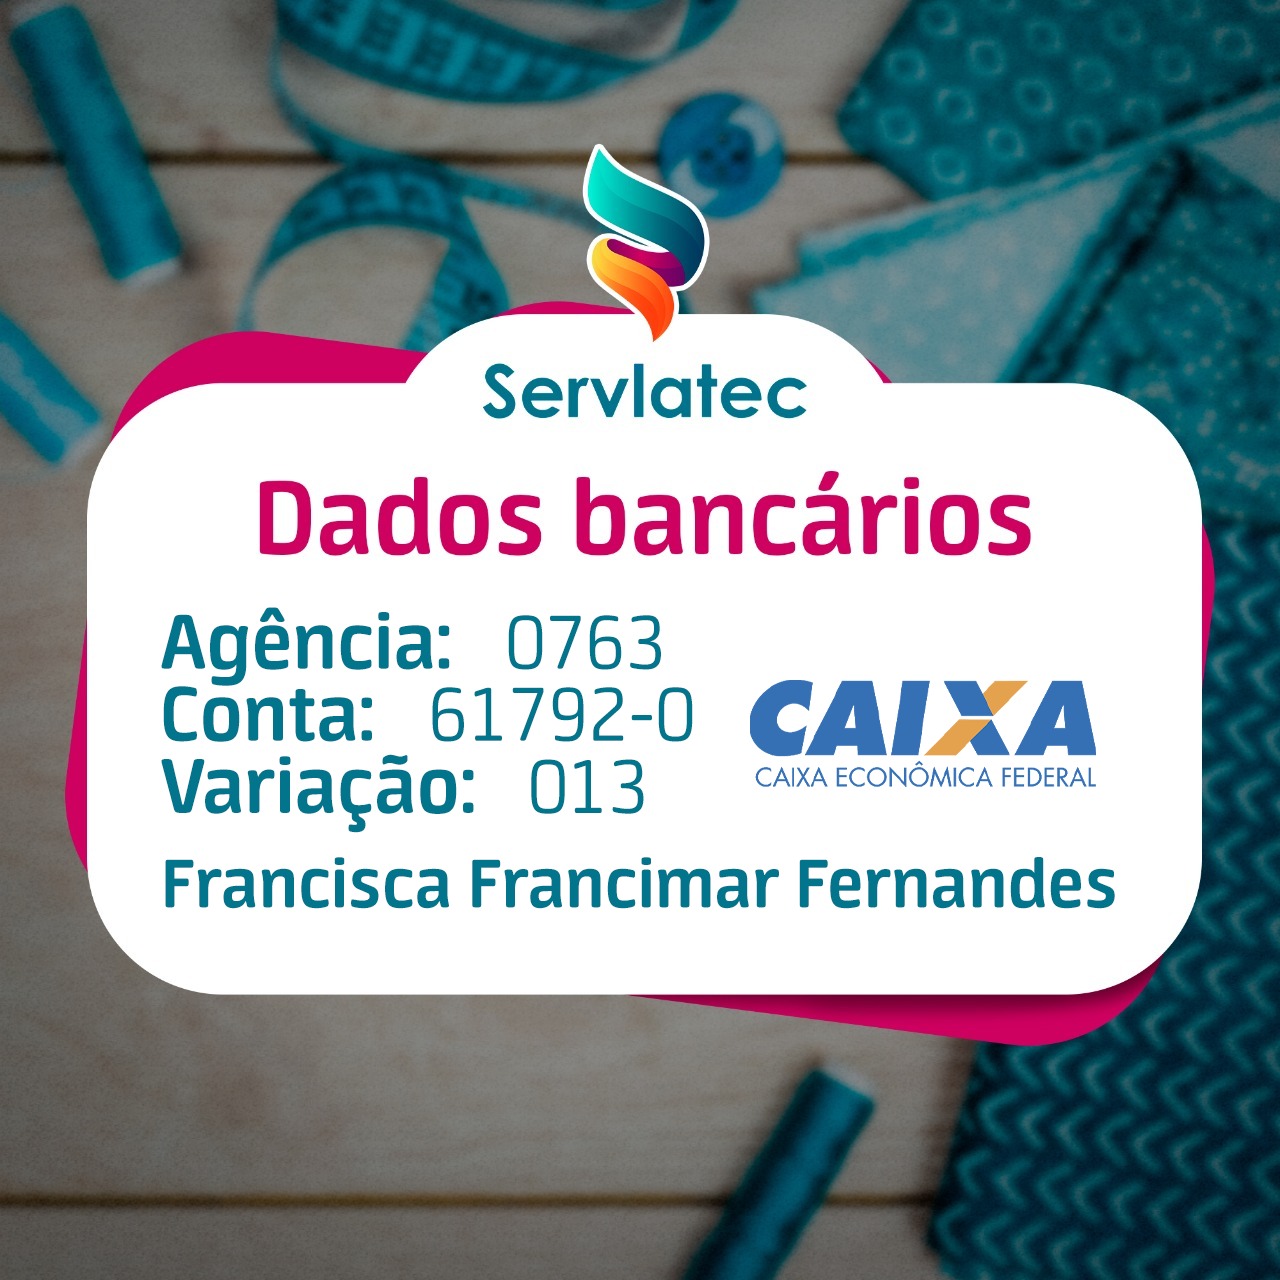 Servlatec
Dados bancários
Agência: 0763
Conta: 61792-0
Variação: 013
CAIXA
CAIXA ECONÔMICA FEDERAL
Francisca Francimar Fernandes